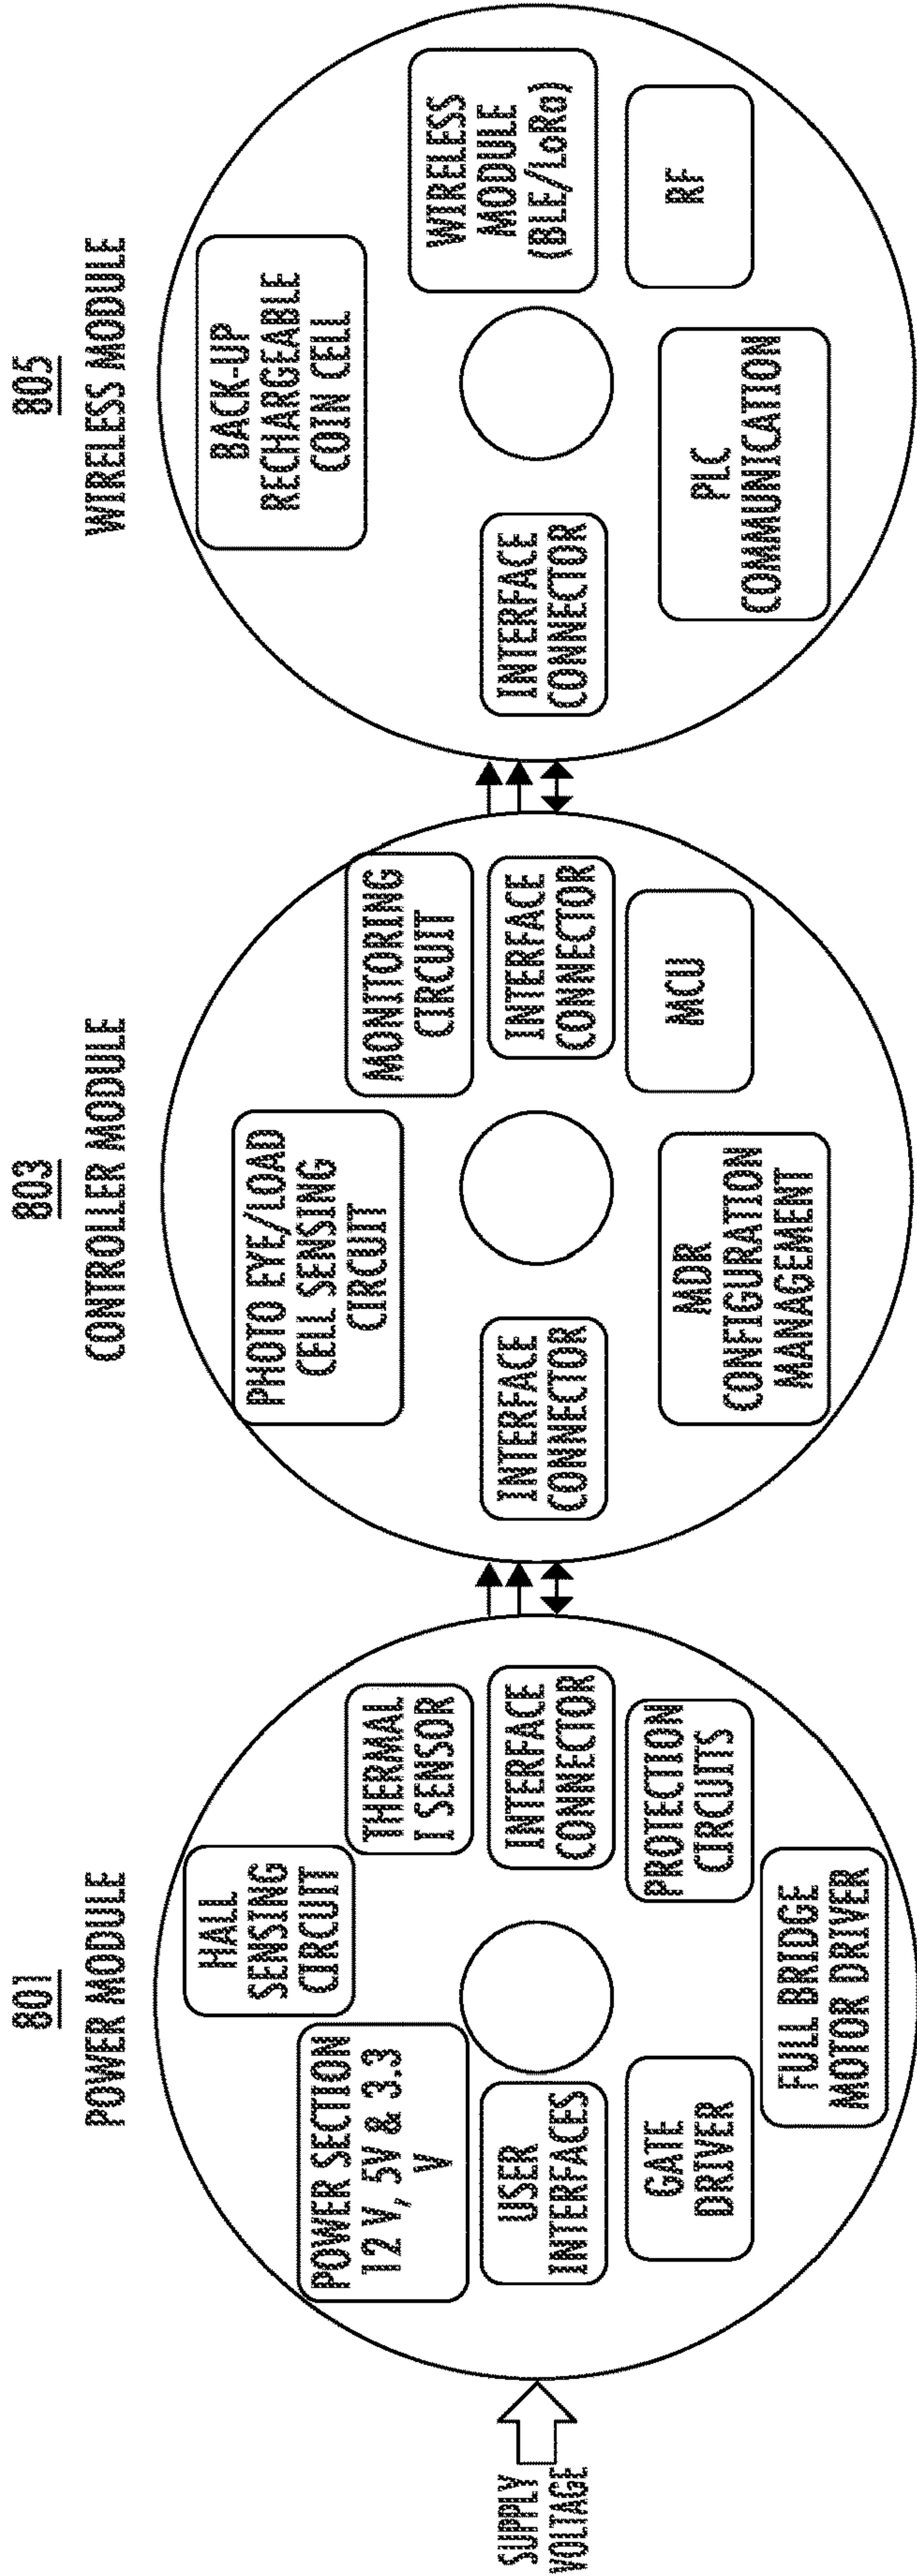 801
POWER MODULE
SUPPLY
VOLTAGE
POWER SECTION
12 V, 5V & 3.3
V
HALL
SENSING
CIRCUIT
THERMAL
I SENSOR
USER
INTERFACES
INTERFACE
CONNECTOR
GATE
DRIVER
PROTECTION
CIRCUITS
FULL BRIDGE
MOTOR DRIVER
803
CONTROLLER MODULE
PHOTO EYE/LOAD
CELL SENSING
CIRCUIT
MONITORING
CIRCUIT
INTERFACE
CONNECTOR
INTERFACE
CONNECTOR
MDR
CONFIGURATION
MANAGEMENT
MCU
805
WIRELESS MODULE
BACK-UP
RECHARGEABLE
COIN CELL
WIRELESS
MODULE
(BLE/LoRa)
INTERFACE
CONNECTOR
PLC
COMMUNICATION
RF